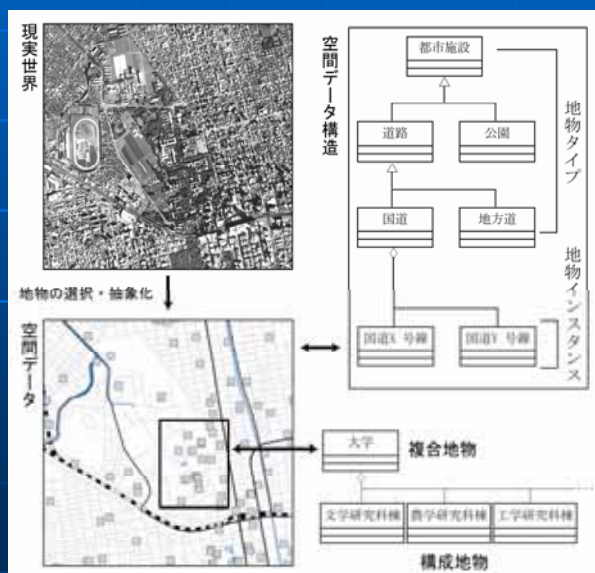 現実世界
空間データ構造
都市施設
道路
公園
地物タイプ
国道
地方道
地物の選択・抽象化
地物インスタンス
空間データ
国道X 号線
国道Y 号線
大学
複合地物
文学研究科棟
農学研究科棟
工学研究科棟
構成地物